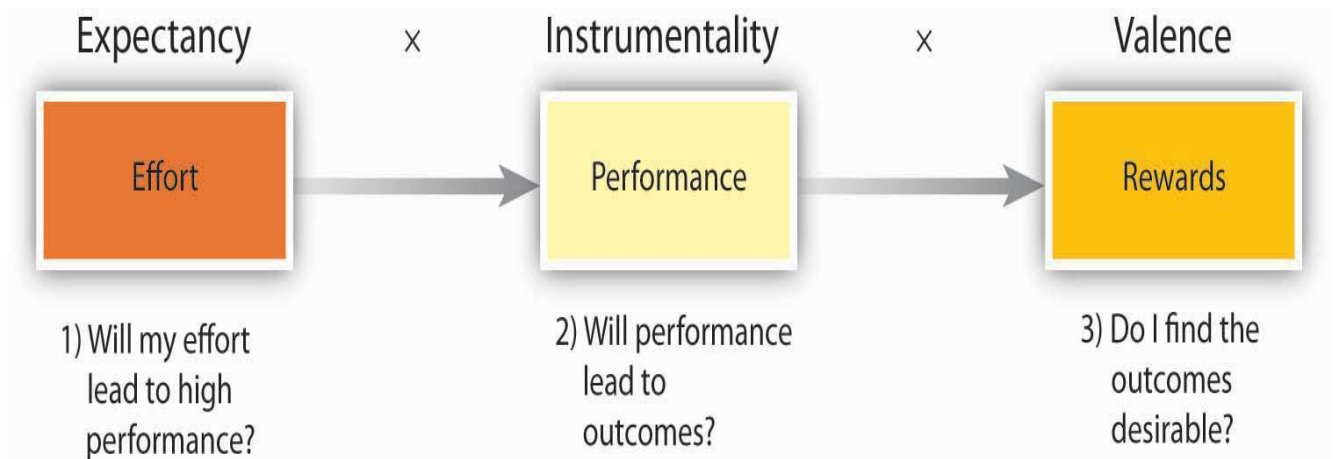 Expectancy x Instrumentality x Valence
Effort
Performance
Rewards
1) Will my effort
lead to high
performance?
2) Will performance
lead to
outcomes?
3) Do I find the
outcomes
desirable?